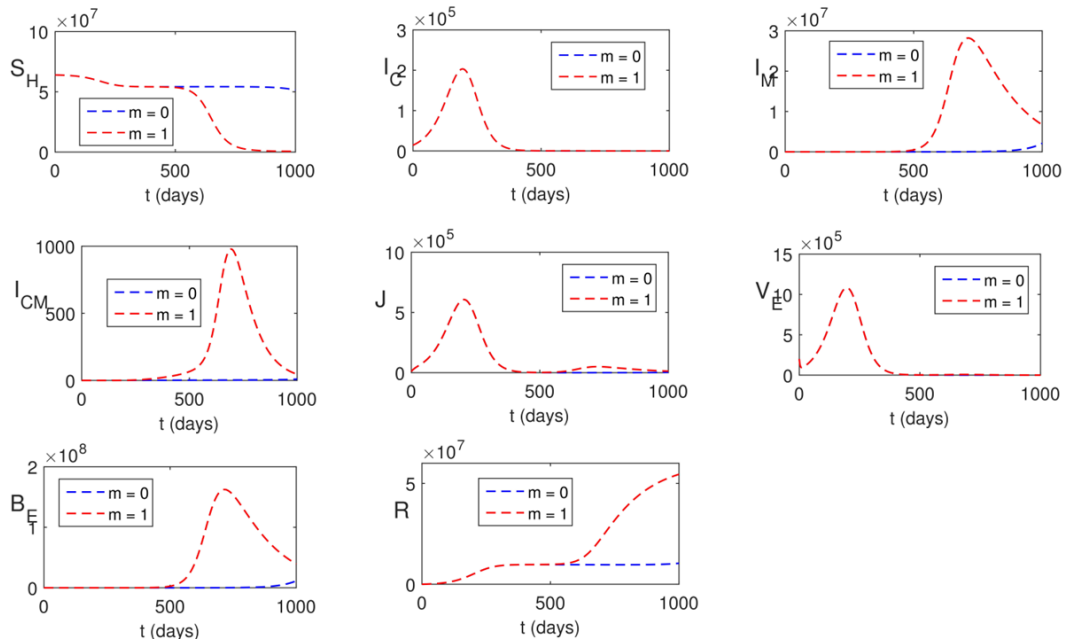 ×10^7
10
5
0
S_H
m = 0
m = 1
0
500
1000
t (days)
×10^5
3
2
1
0
I_C
m = 0
m = 1
0
500
1000
t (days)
×10^7
3
2
1
0
I_M
m = 0
m = 1
0
500
1000
t (days)
1000
500
0
I_CM
m = 0
m = 1
0
500
1000
t (days)
×10^5
10
5
0
J
m = 0
m = 1
0
500
1000
t (days)
×10^5
15
10
5
0
V_E
m = 0
m = 1
0
500
1000
t (days)
×10^8
2
1
0
B_E
m = 0
m = 1
0
500
1000
t (days)
×10^7
5
0
R
m = 0
m = 1
0
500
1000
t (days)